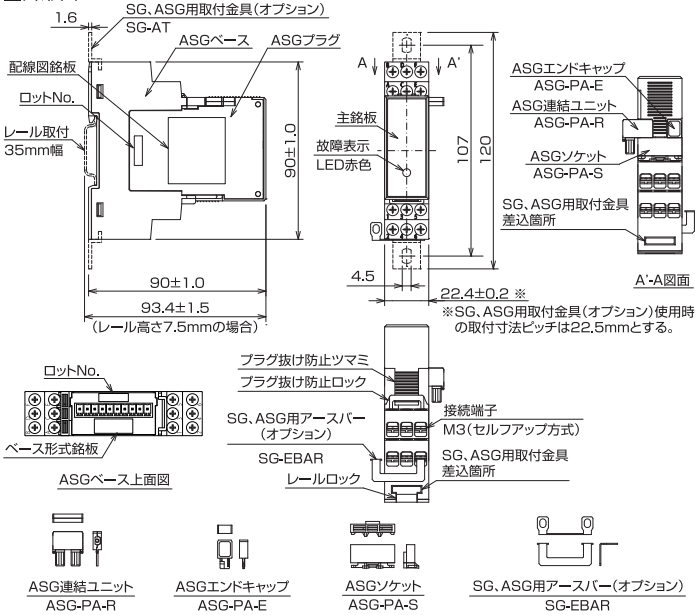 1.6
SG、ASG用取付金具(オプション)
SG-AT
ASGベース
ASGプラグ
配線図銘板
ロットNo.
レール取付
35mm幅
90±1.0
90±1.0
93.4±1.5
(レール高さ7.5mmの場合)
A
A'
主銘板
故障表示
LED赤色
107
120
4.5
22.4±0.2 ※
※SG、ASG用取付金具(オプション)使用時
の取付寸法ピッチは22.5mmとする。
ASGエンドキャップ
ASG-PA-E
ASG連結ユニット
ASG-PA-R
ASGソケット
ASG-PA-S
SG、ASG用取付金具
差込箇所
A'-A図面
ロットNo.
ベース形式銘板
ASGベース上面図
プラグ抜け防止ツマミ
プラグ抜け防止ロック
SG、ASG用アースバー
(オプション)
SG-EBAR
レールロック
接続端子
M3(セルフアップ方式)
SG、ASG用取付金具
差込箇所
ASG連結ユニット
ASG-PA-R
ASGエンドキャップ
ASG-PA-E
ASGソケット
ASG-PA-S
SG、ASG用アースバー(オプション)
SG-EBAR